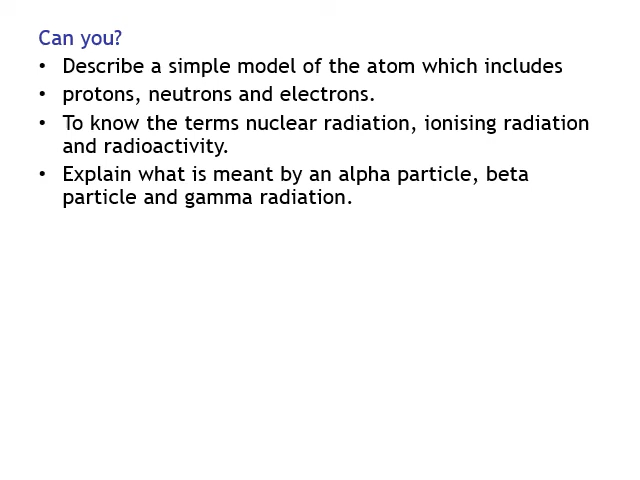 Can you?
• Describe a simple model of the atom which includes
• protons, neutrons and electrons.
• To know the terms nuclear radiation, ionising radiation
and radioactivity.
• Explain what is meant by an alpha particle, beta
particle and gamma radiation.